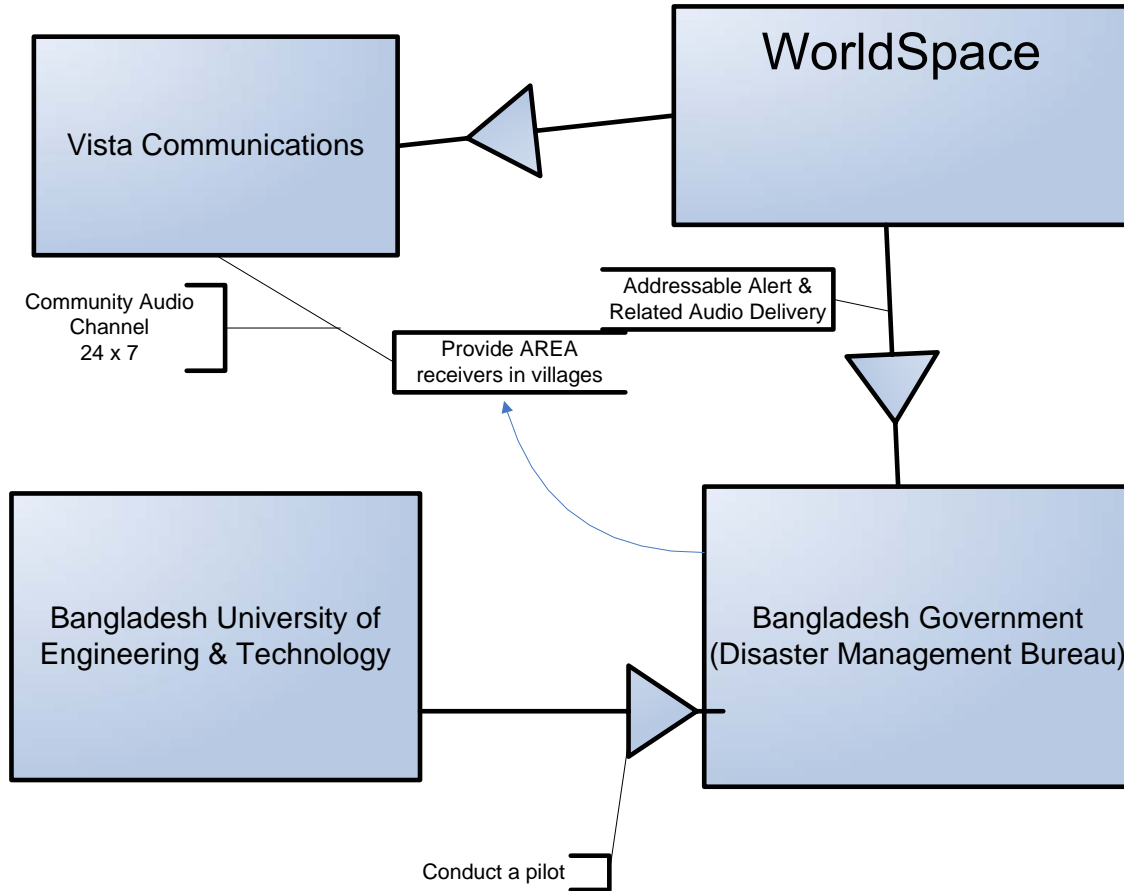 WorldSpace
Vista Communications
Community Audio
Channel
24 x 7
Addressable Alert &
Related Audio Delivery
Provide AREA
receivers in villages
Bangladesh University of
Engineering & Technology
Bangladesh Government
(Disaster Management Bureau)
Conduct a pilot